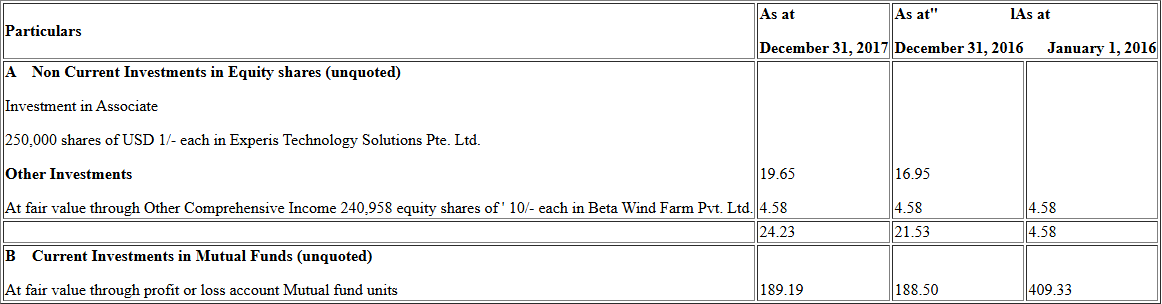 Particulars As at As at" lAs at
December 31, 2017 December 31, 2016 January 1, 2016
A Non Current Investments in Equity shares (unquoted)
Investment in Associate
250,000 shares of USD 1/- each in Experis Technology Solutions Pte. Ltd.
Other Investments 19.65 16.95
At fair value through Other Comprehensive Income 240,958 equity shares of ' 10/- each in Beta Wind Farm Pvt. Ltd. 4.58 4.58 4.58
24.23 21.53 4.58
B Current Investments in Mutual Funds (unquoted)
At fair value through profit or loss account Mutual fund units 189.19 188.50 409.33